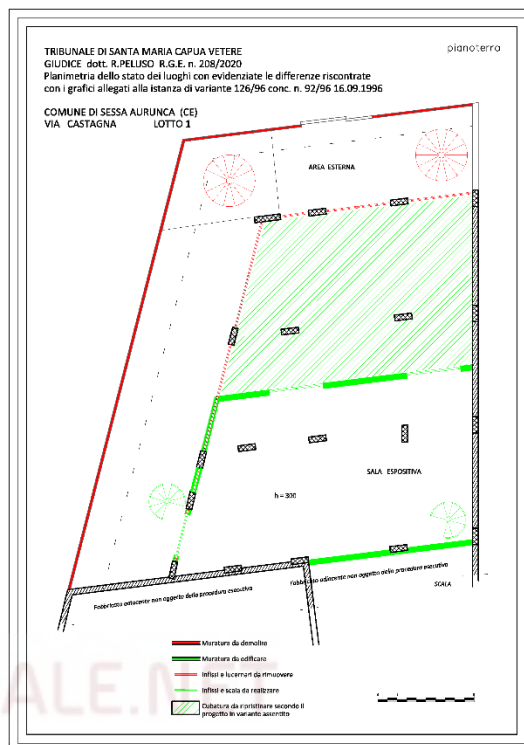 TRIBUNALE DI SANTA MARIA CAPUA VETERE
GIUDICE dott. R.PELUSO R.G.E. n. 208/2020
Planimetria dello stato dei luoghi con evidenziate le differenze riscontrate
con i grafici allegati alla istanza di variante 126/96 conc. n. 92/96 16.09.1996
COMUNE DI SESSA AURUNCA (CE)
VIA CASTAGNA LOTTO 1
pianoterra
AREA ESTERNA
SALA ESPOSITIVA
h = 300
Fabbricato adiacente non oggetto della procedura esecutiva
Fabbricato adiacente non oggetto della procedura esecutiva
SCALA
Muratura da demolire
Muratura da edificare
Infissi e lucernari da rimuovere
Infissi e scala da realizzare
Cubatura da ripristinare secondo il
progetto in variante assentito
ALE.NET